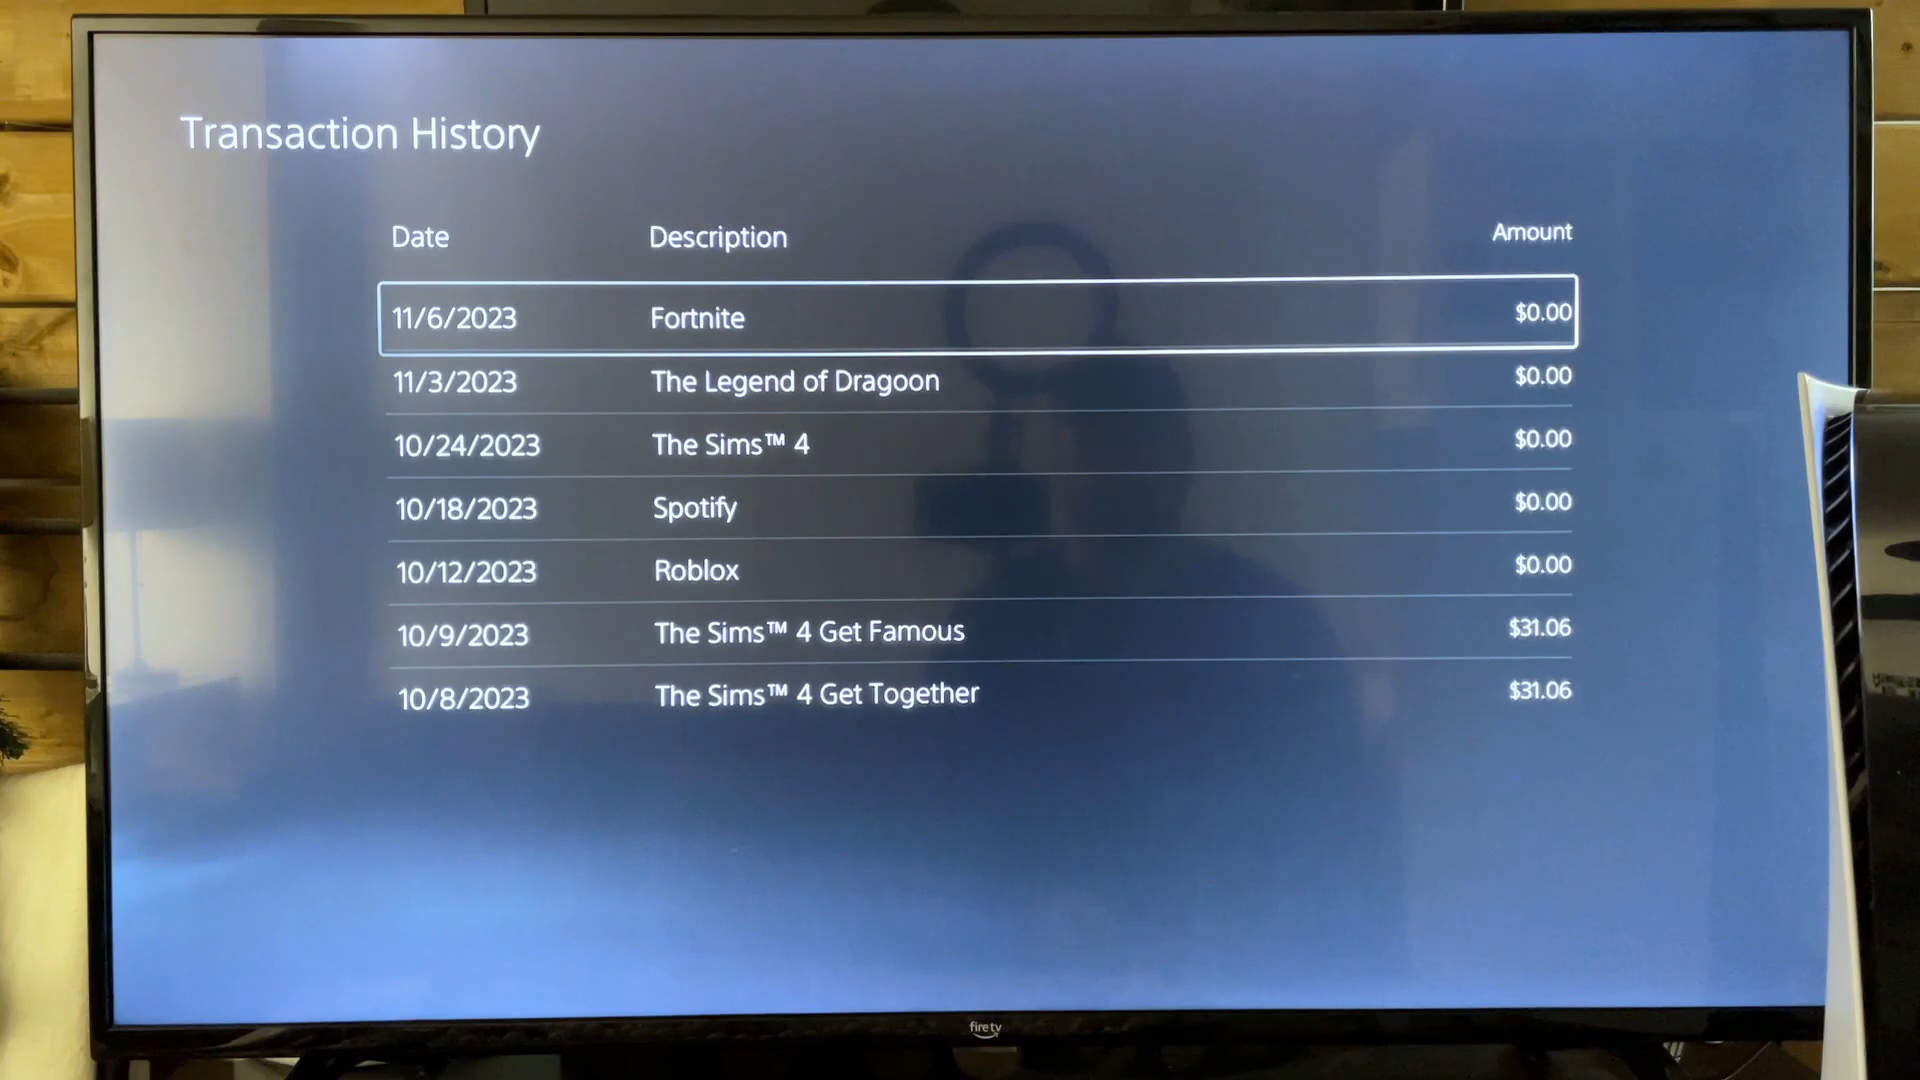 Transaction History
Date Description Amount
11/6/2023 Fortnite $0.00
11/3/2023 The Legend of Dragoon $0.00
10/24/2023 The Sims™ 4 $0.00
10/18/2023 Spotify $0.00
10/12/2023 Roblox $0.00
10/9/2023 The Sims™ 4 Get Famous $31.06
10/8/2023 The Sims™ 4 Get Together $31.06
fire tv